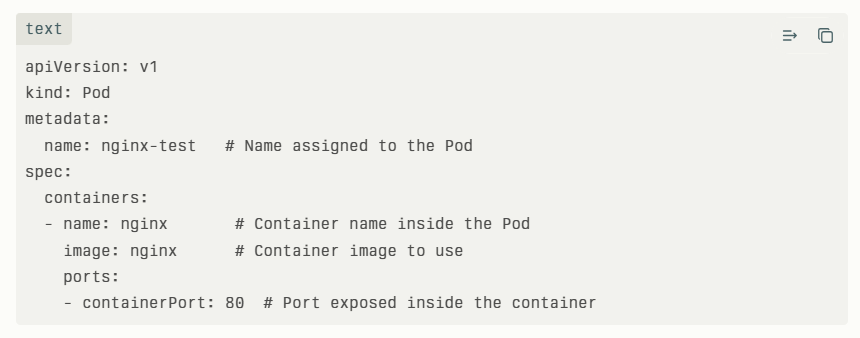 text
apiVersion: v1
kind: Pod
metadata:
  name: nginx-test   # Name assigned to the Pod
spec:
  containers:
  - name: nginx       # Container name inside the Pod
    image: nginx      # Container image to use
    ports:
    - containerPort: 80  # Port exposed inside the container